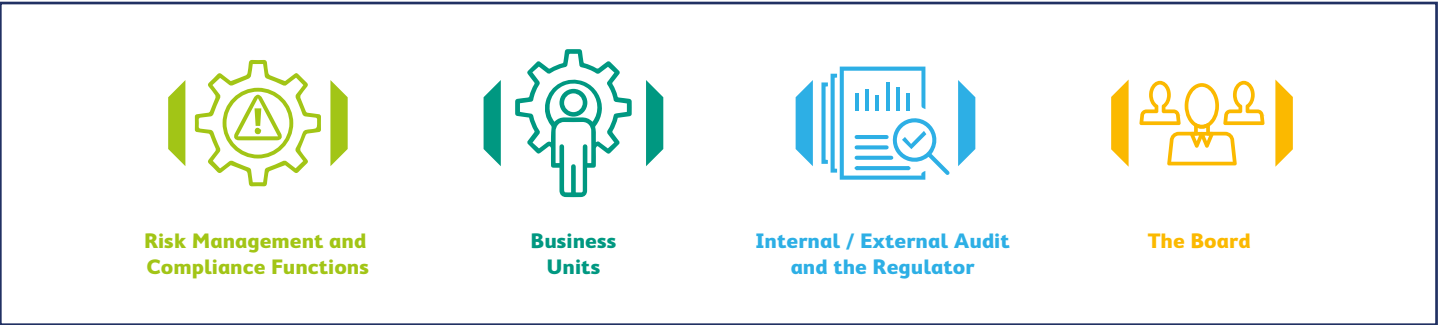 Risk Management and
Compliance Functions
Business
Units
Internal / External Audit
and the Regulator
The Board